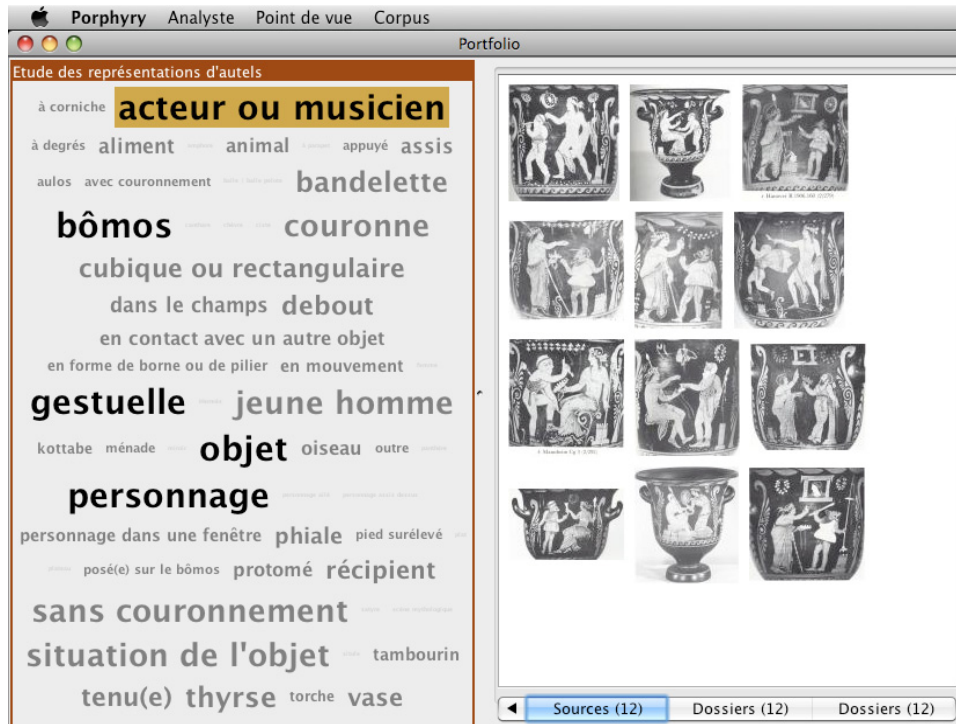 Porphyry Analyste Point de vue Corpus
Portfolio
Etude des représentations d'autels
à corniche acteur ou musicien
à degrés aliment animal appuyé assis
aulos avec couronnement bandelette
bômos couronne
cubique ou rectangulaire
dans le champs debout
en contact avec un autre objet
en forme de borne ou de pilier en mouvement
gestuelle jeune homme
kottabe ménade objet oiseau outre
personnage
personnage dans une fenêtre phiale pied surélevé
posé(e) sur le bômos protomé récipient
sans couronnement
situation de l'objet tambourin
tenu(e) thyrse torche vase
Sources (12) Dossiers (12) Dossiers (12)